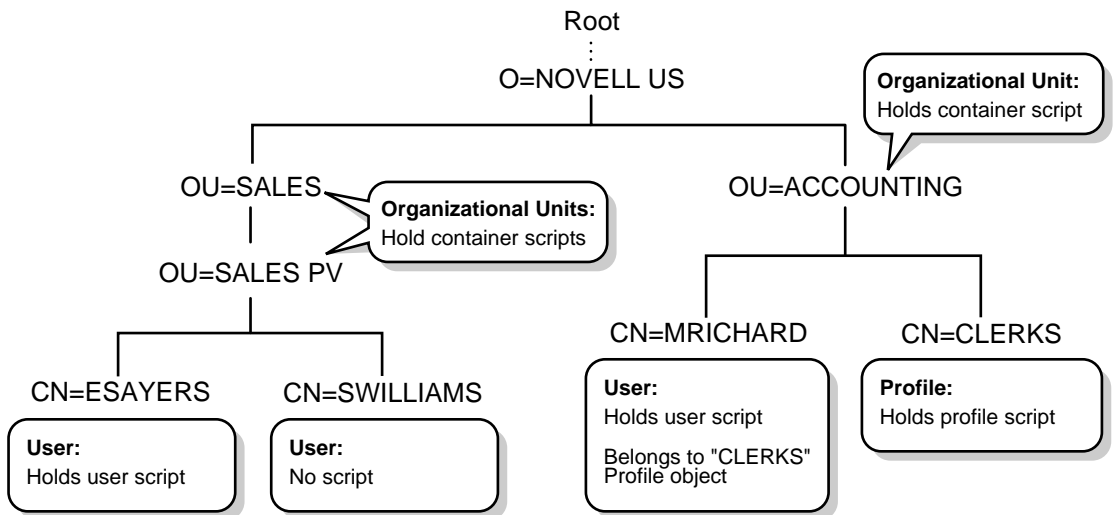 Root
O=NOVELL US
Organizational Unit:
Holds container script
OU=SALES
Organizational Units:
Hold container scripts
OU=ACCOUNTING
OU=SALES PV
CN=ESAYERS
User:
Holds user script
CN=SWILLIAMS
User:
No script
CN=MRICHARD
User:
Holds user script
Belongs to "CLERKS"
Profile object
CN=CLERKS
Profile:
Holds profile script